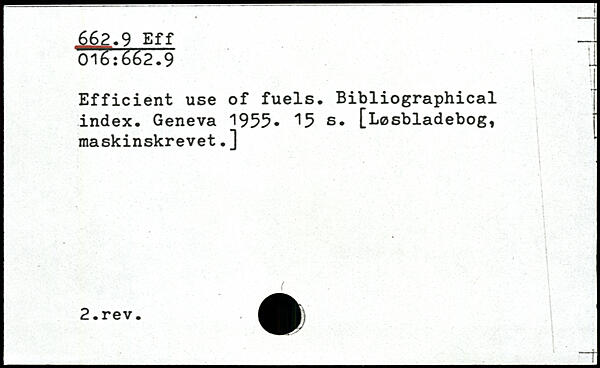 662.9 Eff
016:662.9
Efficient use of fuels. Bibliographical
index. Geneva 1955. 15 s. [Løsbladebog,
maskinskrevet.]
2.rev.